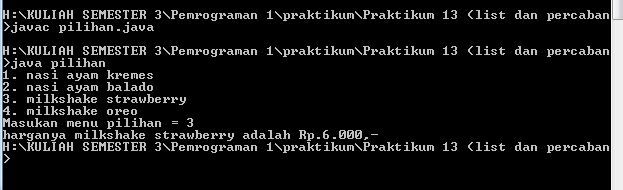 H:\KULIAH SEMESTER 3\Pemrograman 1\praktikum\Praktikum 13 (list dan percaban
>javac pilihan.java
H:\KULIAH SEMESTER 3\Pemrograman 1\praktikum\Praktikum 13 (list dan percaban
>java pilihan
1. nasi ayam kremes
2. nasi ayam balado
3. milkshake strawberry
4. milkshake oreo
Masukan menu pilihan = 3
harganya milkshake strawberry adalah Rp.6.000,-
H:\KULIAH SEMESTER 3\Pemrograman 1\praktikum\Praktikum 13 (list dan percaban
>